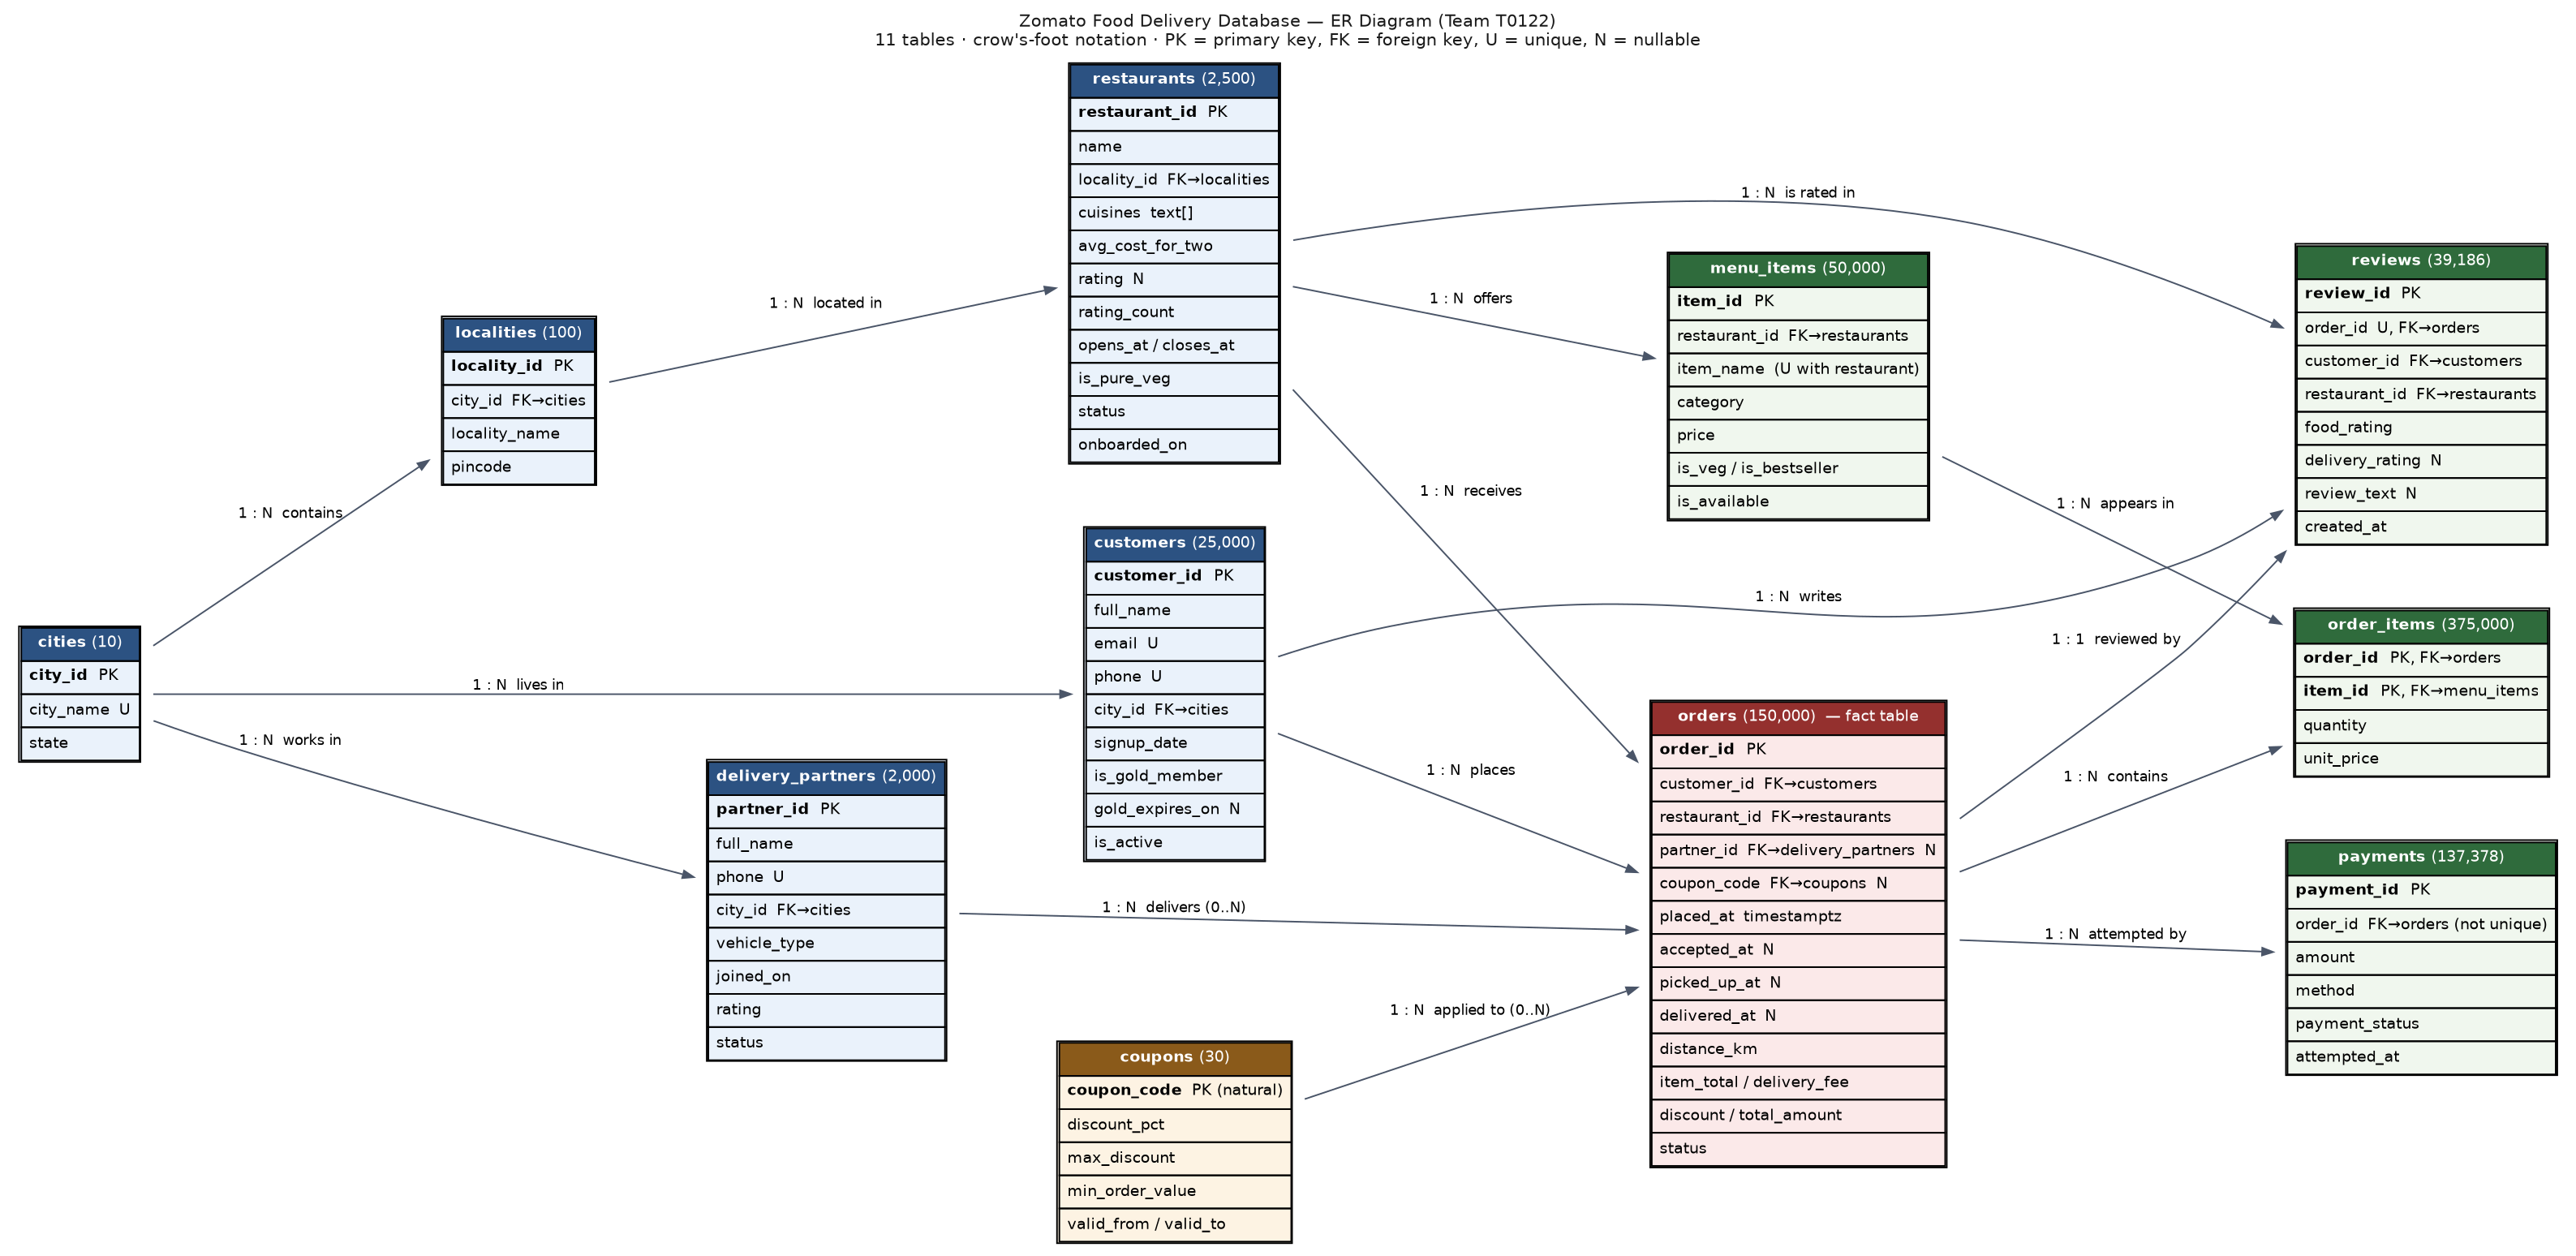 Zomato Food Delivery Database — ER Diagram (Team T0122)
11 tables · crow's-foot notation · PK = primary key, FK = foreign key, U = unique, N = nullable
cities (10)
city_id PK
city_name U
state
1 : N contains
1 : N lives in
1 : N works in
localities (100)
locality_id PK
city_id FK→cities
locality_name
pincode
1 : N located in
delivery_partners (2,000)
partner_id PK
full_name
phone U
city_id FK→cities
vehicle_type
joined_on
rating
status
1 : N delivers (0..N)
restaurants (2,500)
restaurant_id PK
name
locality_id FK→localities
cuisines text[]
avg_cost_for_two
rating N
rating_count
opens_at / closes_at
is_pure_veg
status
onboarded_on
1 : N is rated in
1 : N offers
1 : N receives
customers (25,000)
customer_id PK
full_name
email U
phone U
city_id FK→cities
signup_date
is_gold_member
gold_expires_on N
is_active
1 : N writes
1 : N places
coupons (30)
coupon_code PK (natural)
discount_pct
max_discount
min_order_value
valid_from / valid_to
1 : N applied to (0..N)
menu_items (50,000)
item_id PK
restaurant_id FK→restaurants
item_name (U with restaurant)
category
price
is_veg / is_bestseller
is_available
1 : N appears in
orders (150,000) — fact table
order_id PK
customer_id FK→customers
restaurant_id FK→restaurants
partner_id FK→delivery_partners N
coupon_code FK→coupons N
placed_at timestamptz
accepted_at N
picked_up_at N
delivered_at N
distance_km
item_total / delivery_fee
discount / total_amount
status
1 : 1 reviewed by
1 : N contains
1 : N attempted by
reviews (39,186)
review_id PK
order_id U, FK→orders
customer_id FK→customers
restaurant_id FK→restaurants
food_rating
delivery_rating N
review_text N
created_at
order_items (375,000)
order_id PK, FK→orders
item_id PK, FK→menu_items
quantity
unit_price
payments (137,378)
payment_id PK
order_id FK→orders (not unique)
amount
method
payment_status
attempted_at